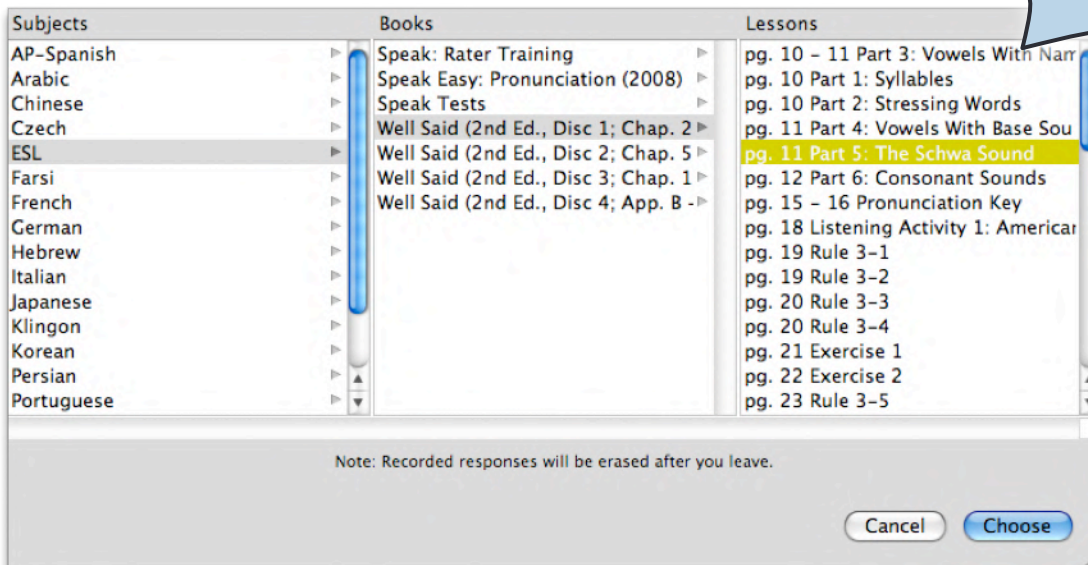 Subjects
AP-Spanish
Arabic
Chinese
Czech
ESL
Farsi
French
German
Hebrew
Italian
Japanese
Klingon
Korean
Persian
Portuguese
Books
Speak: Rater Training
Speak Easy: Pronunciation (2008)
Speak Tests
Well Said (2nd Ed., Disc 1; Chap. 2
Well Said (2nd Ed., Disc 2; Chap. 5
Well Said (2nd Ed., Disc 3; Chap. 1
Well Said (2nd Ed., Disc 4; App. B -
Lessons
pg. 10 – 11 Part 3: Vowels With Nam
pg. 10 Part 1: Syllables
pg. 10 Part 2: Stressing Words
pg. 11 Part 4: Vowels With Base Sou
pg. 11 Part 5: The Schwa Sound
pg. 12 Part 6: Consonant Sounds
pg. 15 – 16 Pronunciation Key
pg. 18 Listening Activity 1: American
pg. 19 Rule 3-1
pg. 19 Rule 3-2
pg. 20 Rule 3-3
pg. 20 Rule 3-4
pg. 21 Exercise 1
pg. 22 Exercise 2
pg. 23 Rule 3-5
Note: Recorded responses will be erased after you leave.
Cancel
Choose